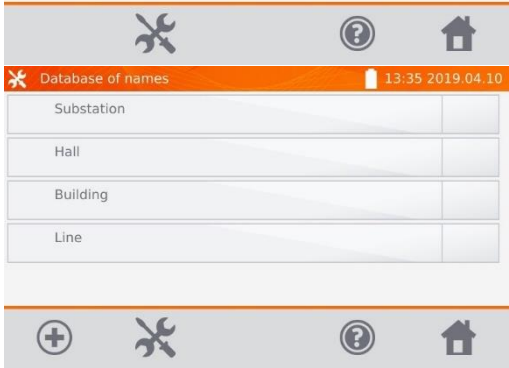 Database of names 13:35 2019.04.10
Substation
Hall
Building
Line